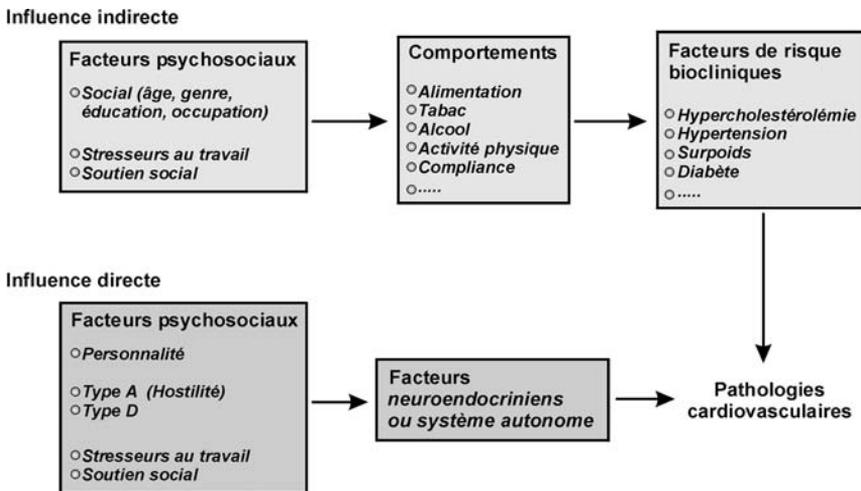 Influence indirecte
Facteurs psychosociaux
Social (âge, genre,
éducation, occupation)
Stresseurs au travail
Soutien social
Comportements
Alimentation
Tabac
Alcool
Activité physique
Compliance
.....
Facteurs de risque
biocliniques
Hypercholestérolémie
Hypertension
Surpoids
Diabète
.....
Influence directe
Facteurs psychosociaux
Personnalité
Type A (Hostilité)
Type D
Stresseurs au travail
Soutien social
Facteurs
neuroendocriniens
ou système autonome
Pathologies
cardiovasculaires